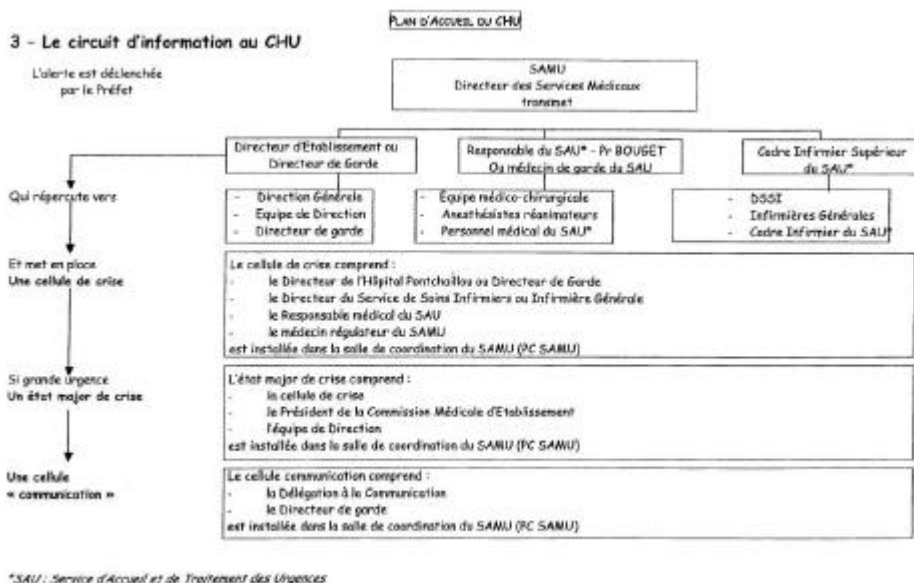 PLAN D'ACCUEIL DU CHU
3 - Le circuit d'information au CHU
L'alerte est déclenchée
par le Préfet
SAMU
Directeur des Services Médicaux
transmet
Directeur d'Etablissement ou
Directeur de Garde
Responsable du SAU* - Pr BOUGET
Ou médecin de garde du SAU
Cadre Infirmier Supérieur
du SAU*
Qui répercute vers
- Direction Générale
- Equipe de Direction
- Directeur de garde
- Equipe médico-chirurgicale
- Anesthésistes réanimateurs
- Personnel médical du SAU*
- DSSI
- Infirmières Générales
- Cadre Infirmier du SAU*
Et met en place
Une cellule de crise
Le cellule de crise comprend :
- le Directeur de l'Hôpital Pontchaillou ou Directeur de Garde
- le Directeur du Service de Soins Infirmiers ou Infirmière Générale
- le Responsable médical du SAU
- le médecin régulateur du SAMU
est installée dans la salle de coordination du SAMU (PC SAMU)
Si grande urgence
Un état major de crise
L'état major de crise comprend :
- la cellule de crise
- le Président de la Commission Médicale d'Etablissement
- l'équipe de Direction
est installée dans la salle de coordination du SAMU (PC SAMU)
Une cellule
« communication »
Le cellule communication comprend :
- la Délégation à la Communication
- le Directeur de garde
est installée dans la salle de coordination du SAMU (PC SAMU)
*SAU : Service d'Accueil et de Traitement des Urgences